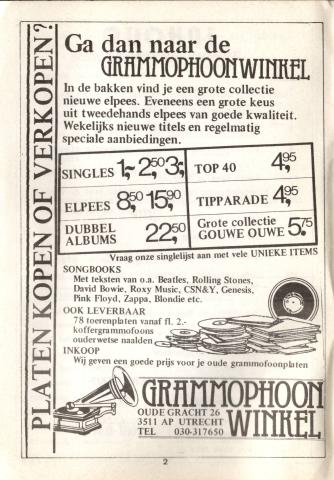 PLATEN KOPEN OF VERKOPEN?
Ga dan naar de
GRAMMOPHOONWINKEL
In de bakken vind je een grote collectie
nieuwe elpees. Eveneens een grote keus
uit tweedehands elpees van goede kwaliteit.
Wekelijks nieuwe titels en regelmatig
speciale aanbiedingen.
SINGLES 1,- 2,50 3,-
ELPEES 8,50 15,90
DUBBEL
ALBUMS 22,50
TOP 40 4,95
TIPPARADE 4,95
Grote collectie
GOUWE OUWE 5,75
Vraag onze singlelijst aan met vele UNIEKE ITEMS
SONGBOOKS
Met teksten van o.a. Beatles, Rolling Stones,
David Bowie, Roxy Music, CSN&Y, Genesis,
Pink Floyd, Zappa, Blondie etc.
OOK LEVERBAAR
78 toerenplaten vanaf fl. 2.-
koffergrammofoons
ouderwetse naalden
INKOOP
Wij geven een goede prijs voor je oude grammofoonplaten
GRAMMOPHOON
WINKEL
OUDE GRACHT 26
3511 AP UTRECHT
TEL 030-317650
2